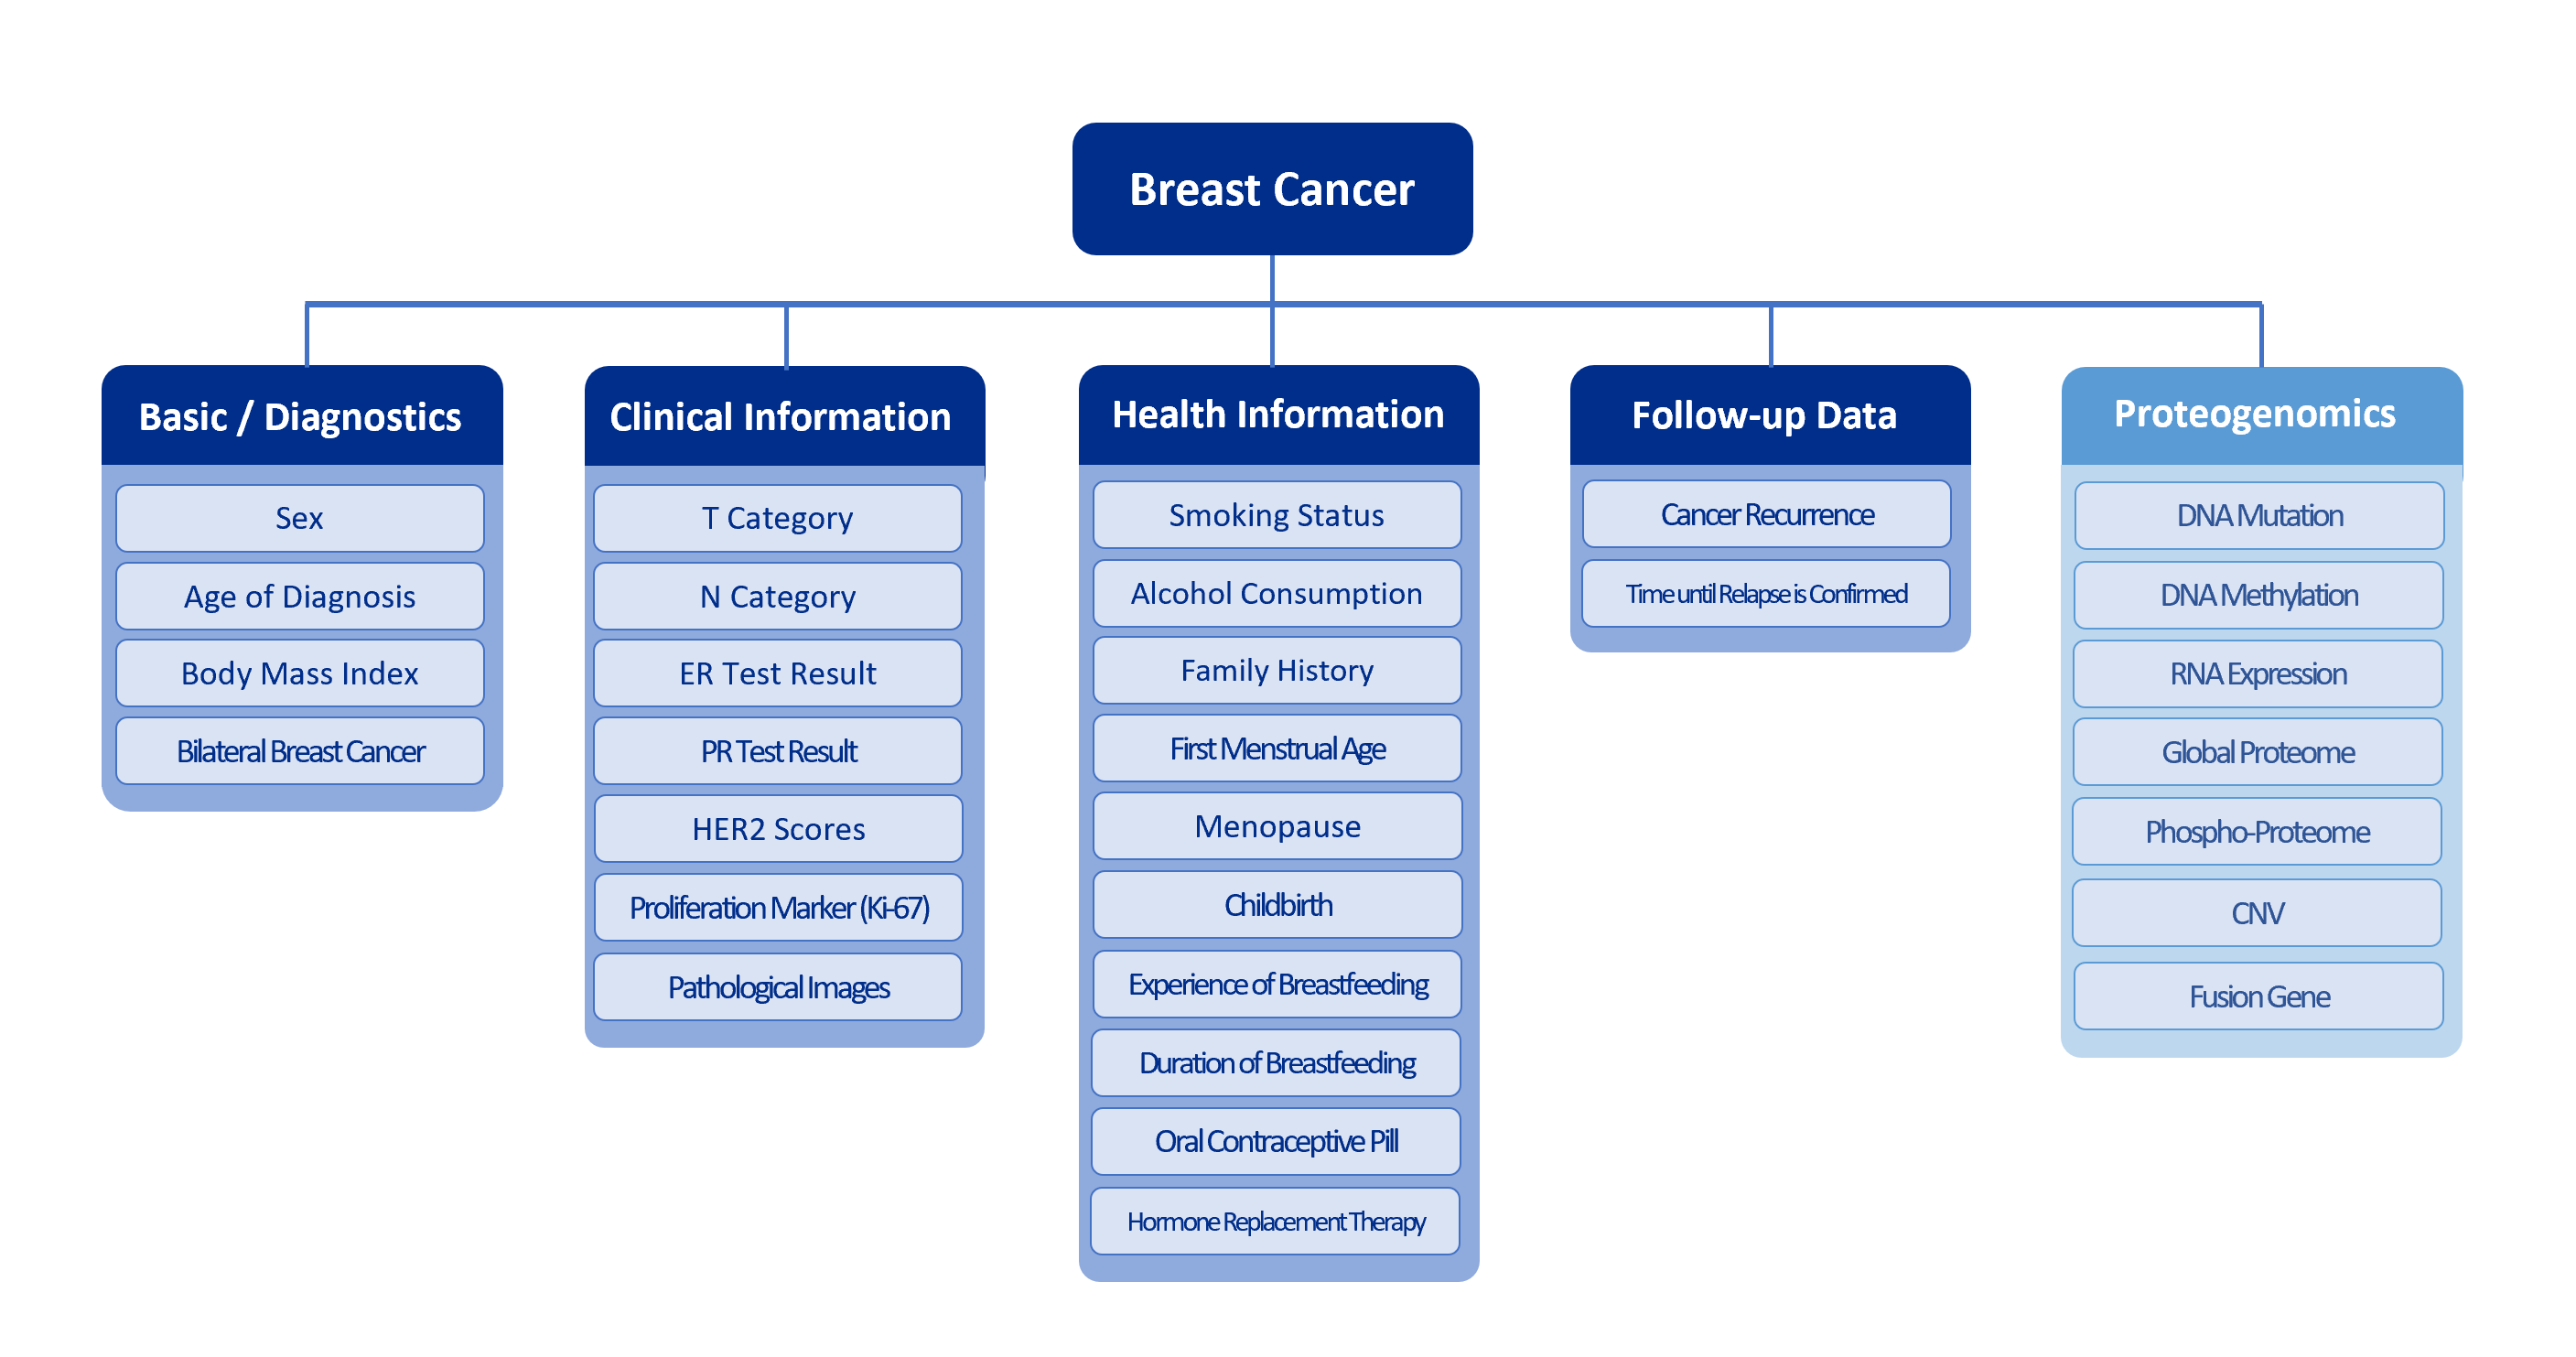 Breast Cancer
Basic / Diagnostics
Sex
Age of Diagnosis
Body Mass Index
Bilateral Breast Cancer
Clinical Information
T Category
N Category
ER Test Result
PR Test Result
HER2 Scores
Proliferation Marker (Ki-67)
Pathological Images
Health Information
Smoking Status
Alcohol Consumption
Family History
First Menstrual Age
Menopause
Childbirth
Experience of Breastfeeding
Duration of Breastfeeding
Oral Contraceptive Pill
Hormone Replacement Therapy
Follow-up Data
Cancer Recurrence
Time until Relapse is Confirmed
Proteogenomics
DNA Mutation
DNA Methylation
RNA Expression
Global Proteome
Phospho-Proteome
CNV
Fusion Gene